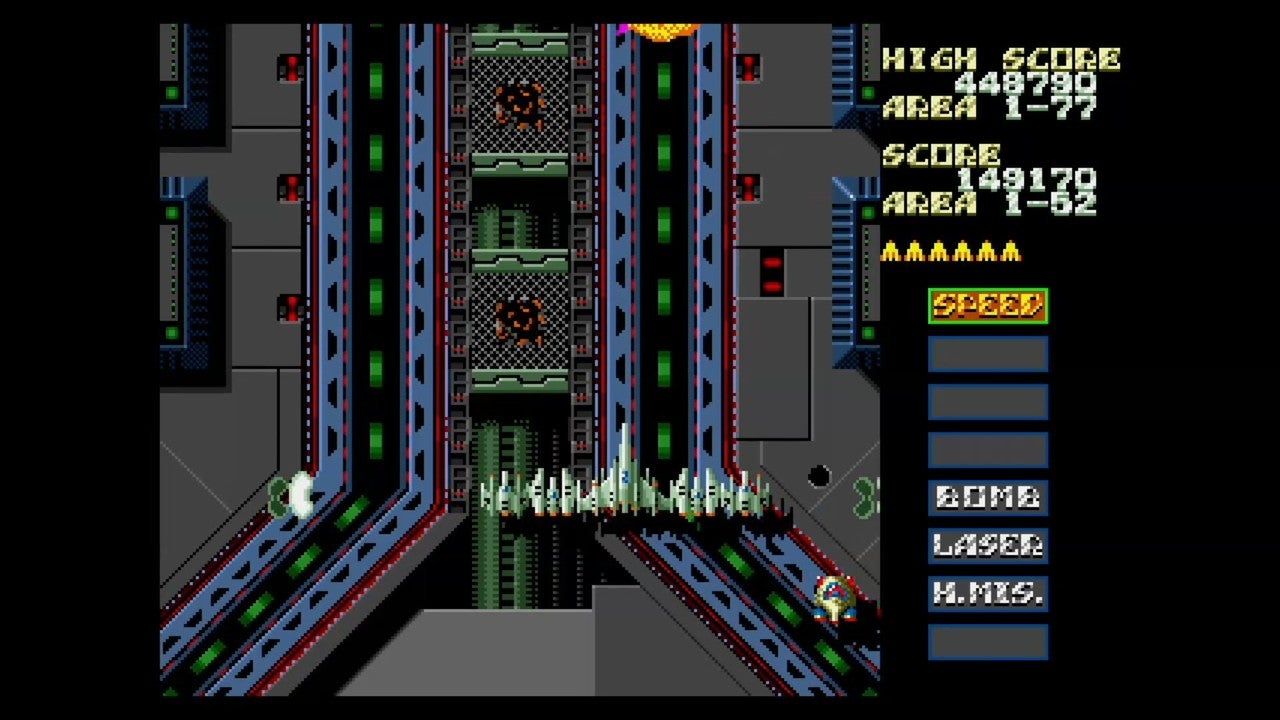 HIGH SCORE
448790
AREA 1-77
SCORE
149170
AREA 1-52
SPEED
BOMB
LASER
H.MIS.